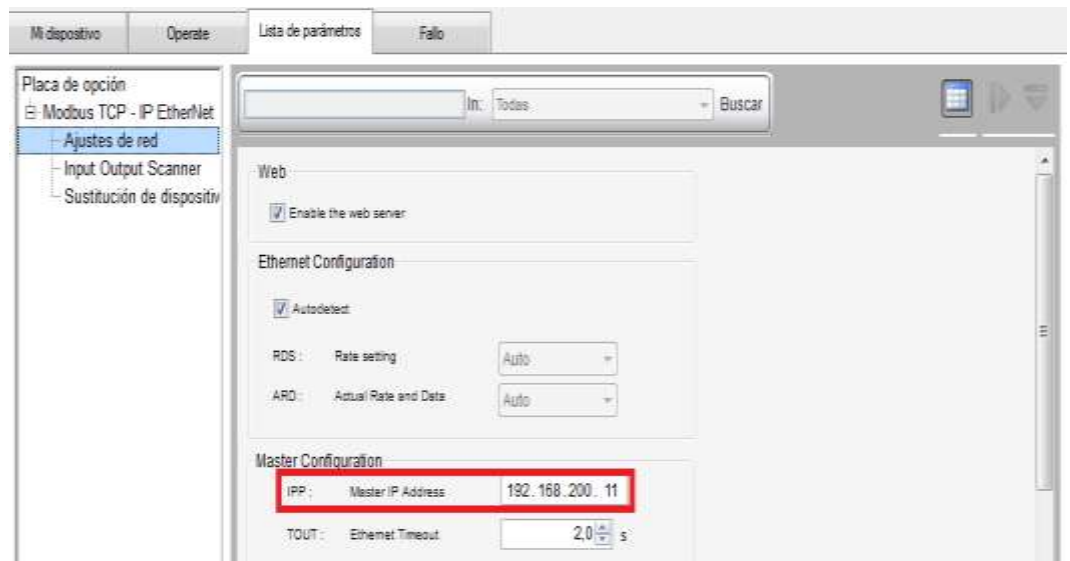 Mi dispositivo Operate Lista de parámetros Fallo
Placa de opción
Modbus TCP - IP EtherNet
Ajustes de red
Input Output Scanner
Sustitución de dispositiv
In: Todas Buscar
Web
Enable the web server
Ethernet Configuration
Autodetect
RDS : Rate setting Auto
ARD : Actual Rate and Data Auto
Master Configuration
IPP : Master IP Address 192. 168 .200 . 11
TOUT : Ethernet Timeout 2,0 s